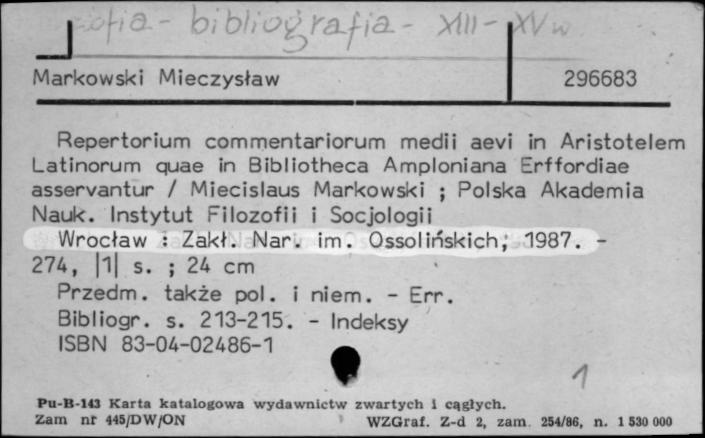 bibliografia - XIII - XV w
Markowski Mieczysław 296683
Repertorium commentariorum medii aevi in Aristotelem
Latinorum quae in Bibliotheca Amploniana Erffordiae
asservantur / Miecislaus Markowski ; Polska Akademia
Nauk. Instytut Filozofii i Socjologii
Wrocław : Zakł. Nar. im. Ossolińskich, 1987. -
274, |1| s. ; 24 cm
Przedm. także pol. i niem. - Err.
Bibliogr. s. 213-215. - Indeksy
ISBN 83-04-02486-1
1
Pu-B-143 Karta katalogowa wydawnictw zwartych i cągłych.
Zam nr 445/DW/ON WZGraf. Z-d 2, zam. 254/86, n. 1 530 000